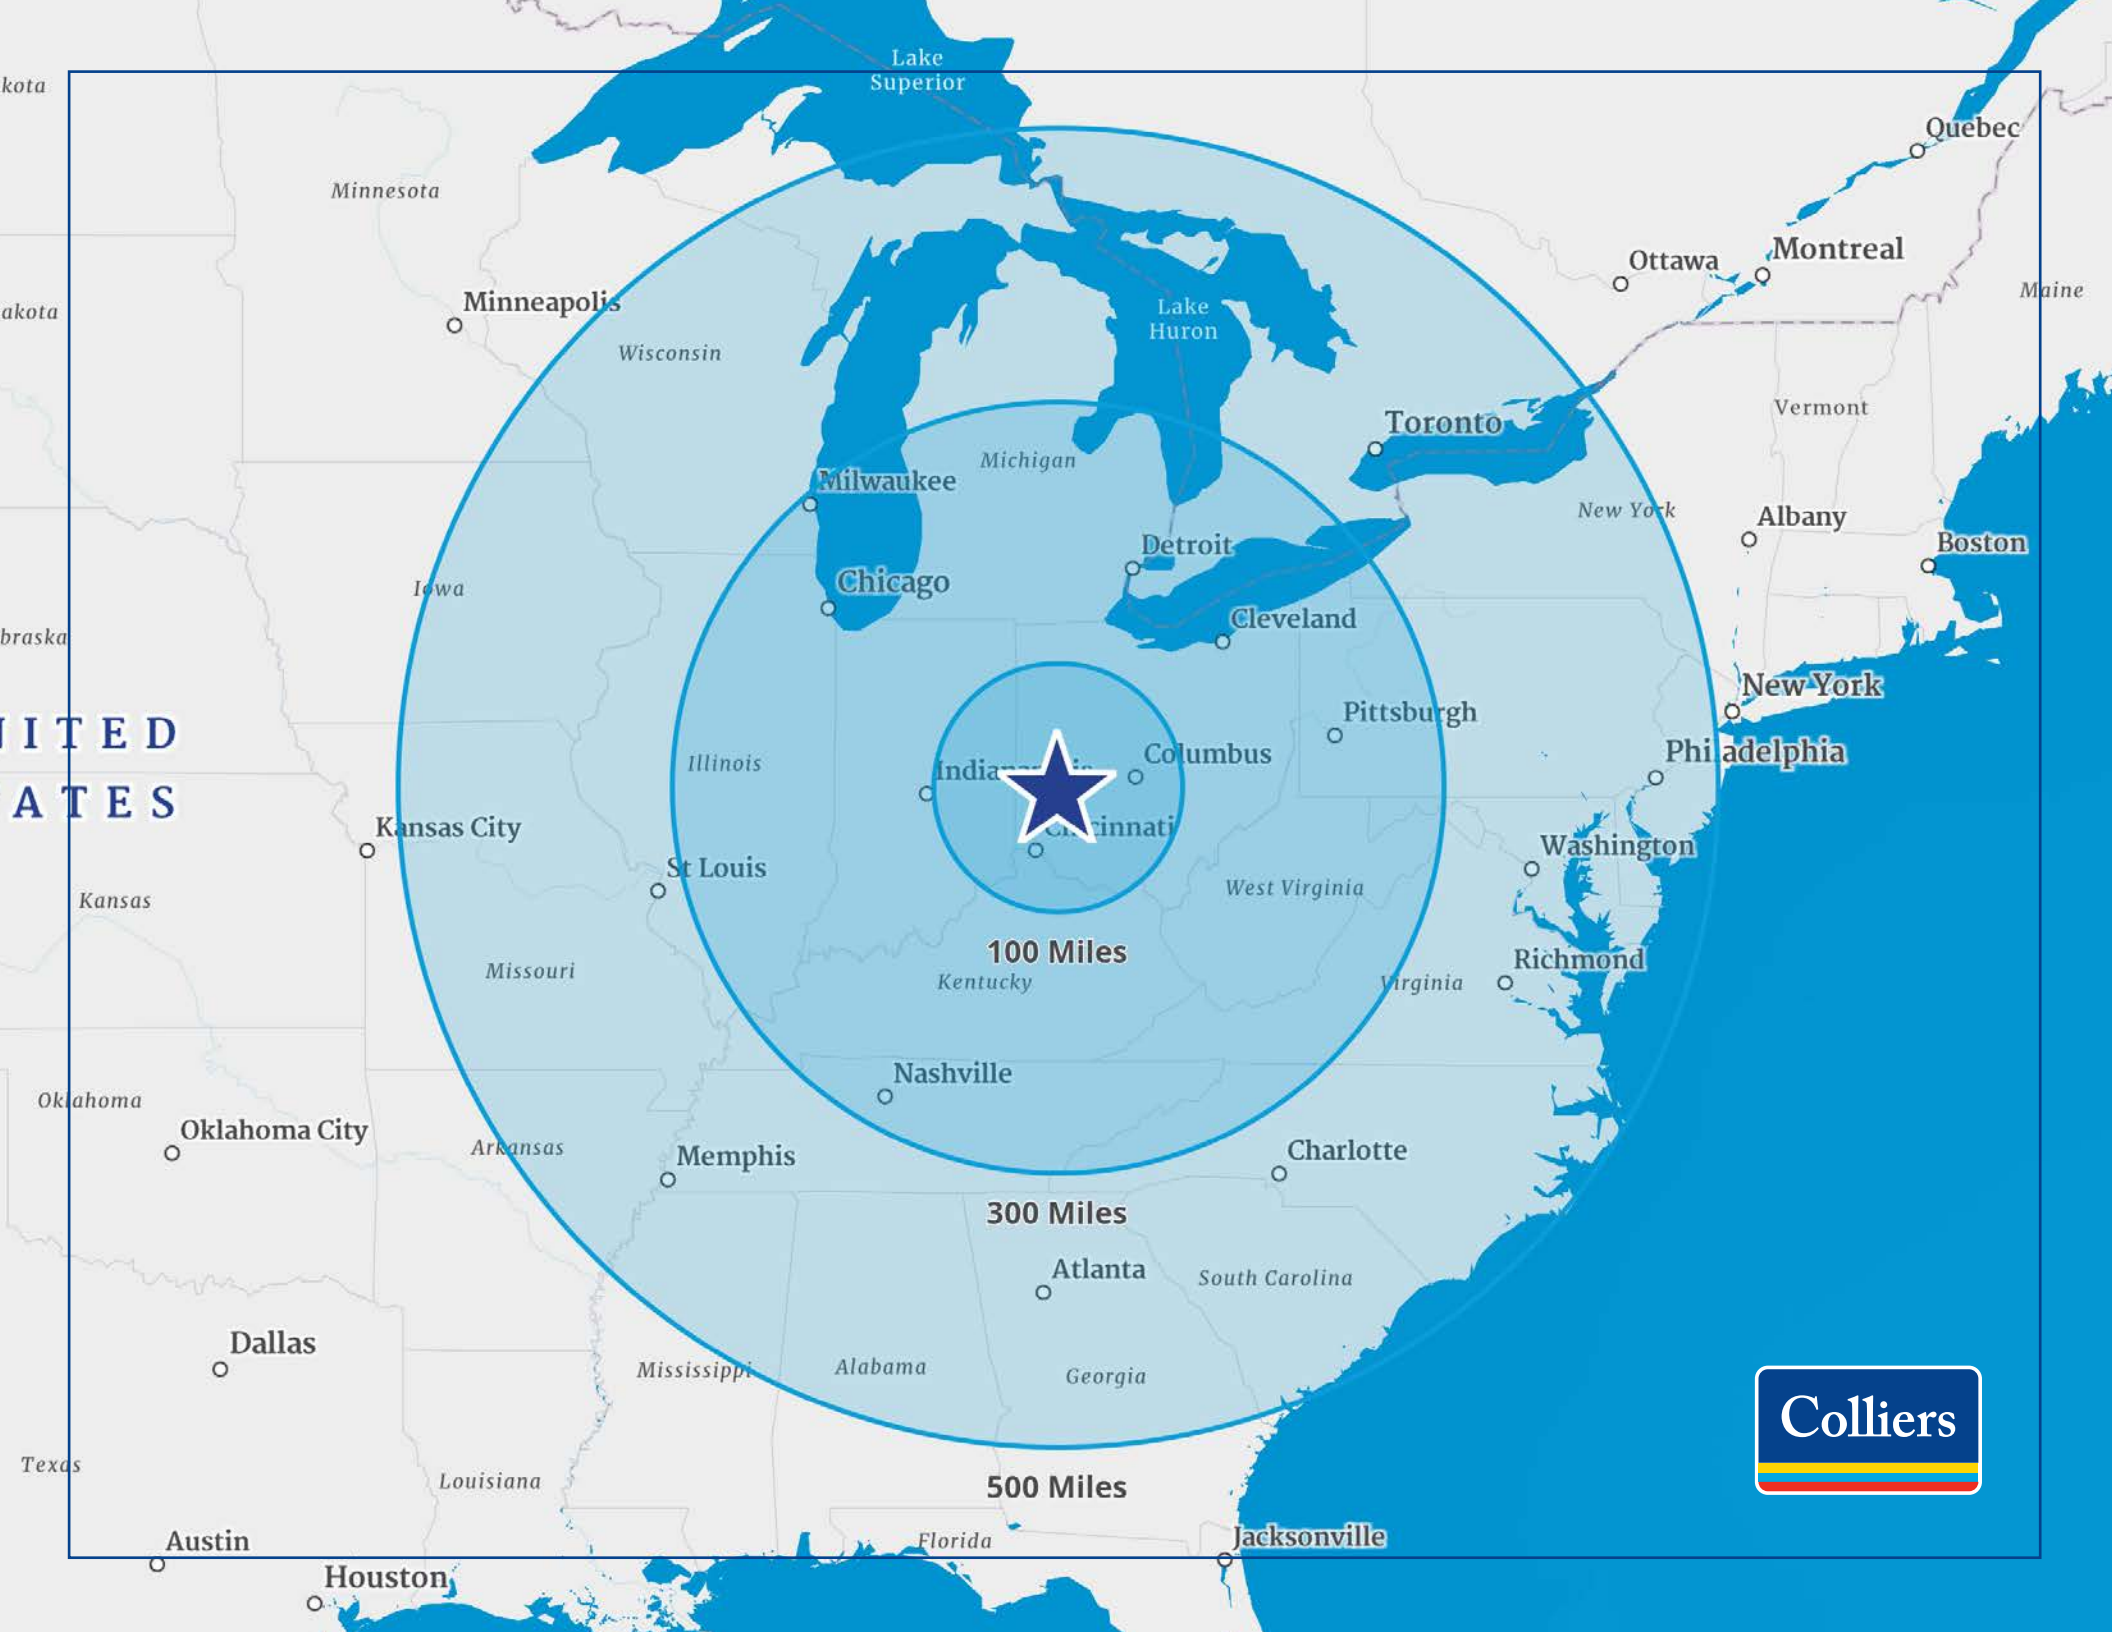 Lake
Superior
kota
Quebec
Minnesota
Ottawa
Montreal
Maine
Minneapolis
akota
Lake
Huron
Wisconsin
Vermont
Toronto
Michigan
Milwaukee
New York
Albany
Boston
Detroit
Chicago
Iowa
Cleveland
braska
New York
Pittsburgh
NITED
ATES
Illinois
Columbus
Philadelphia
Kansas City
Cincinnati
Washington
St Louis
West Virginia
Kansas
100 Miles
Richmond
Missouri
Kentucky
Virginia
Nashville
Oklahoma
Oklahoma City
Arkansas
Memphis
Charlotte
300 Miles
Atlanta
South Carolina
Dallas
Mississippi
Alabama
Georgia
Colliers
Texas
Louisiana
500 Miles
Austin
Florida
Jacksonville
Houston